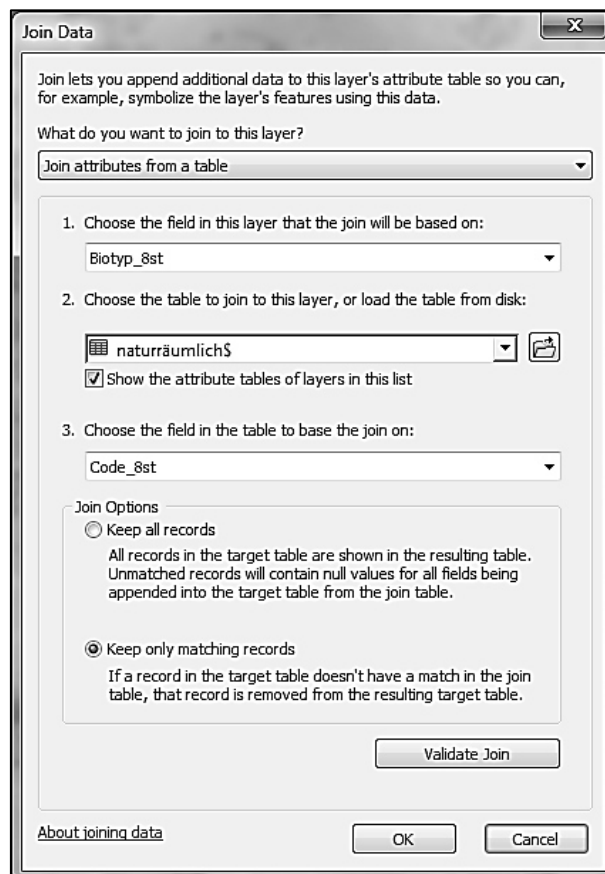 Join Data
Join lets you append additional data to this layer's attribute table so you can,
for example, symbolize the layer's features using this data.
What do you want to join to this layer?
Join attributes from a table
1. Choose the field in this layer that the join will be based on:
Biotyp_8st
2. Choose the table to join to this layer, or load the table from disk:
naturräumlich$
Show the attribute tables of layers in this list
3. Choose the field in the table to base the join on:
Code_8st
Join Options
Keep all records
All records in the target table are shown in the resulting table.
Unmatched records will contain null values for all fields being
appended into the target table from the join table.
Keep only matching records
If a record in the target table doesn't have a match in the join
table, that record is removed from the resulting target table.
Validate Join
About joining data
OK
Cancel